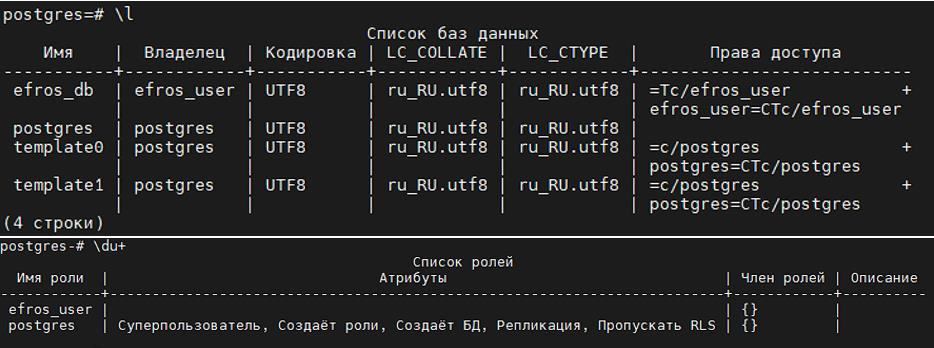 postgres=# \l
Список баз данных
Имя | Владелец | Кодировка | LC_COLLATE | LC_CTYPE | Права доступа
-----------+------------+-----------+-------------+-------------+---------------------------
efros_db | efros_user | UTF8 | ru_RU.utf8 | ru_RU.utf8 | =Tc/efros_user +
| | | | | efros_user=CTc/efros_user
postgres | postgres | UTF8 | ru_RU.utf8 | ru_RU.utf8 |
template0 | postgres | UTF8 | ru_RU.utf8 | ru_RU.utf8 | =c/postgres +
| | | | | postgres=CTc/postgres
template1 | postgres | UTF8 | ru_RU.utf8 | ru_RU.utf8 | =c/postgres +
| | | | | postgres=CTc/postgres
(4 строки)
postgres-# \du+
Список ролей
Имя роли | Атрибуты | Член ролей | Описание
------------+-------------------------------------------------------------------------+------------+----------
efros_user | | {} |
postgres | Суперпользователь, Создаёт роли, Создаёт БД, Репликация, Пропускать RLS | {} |